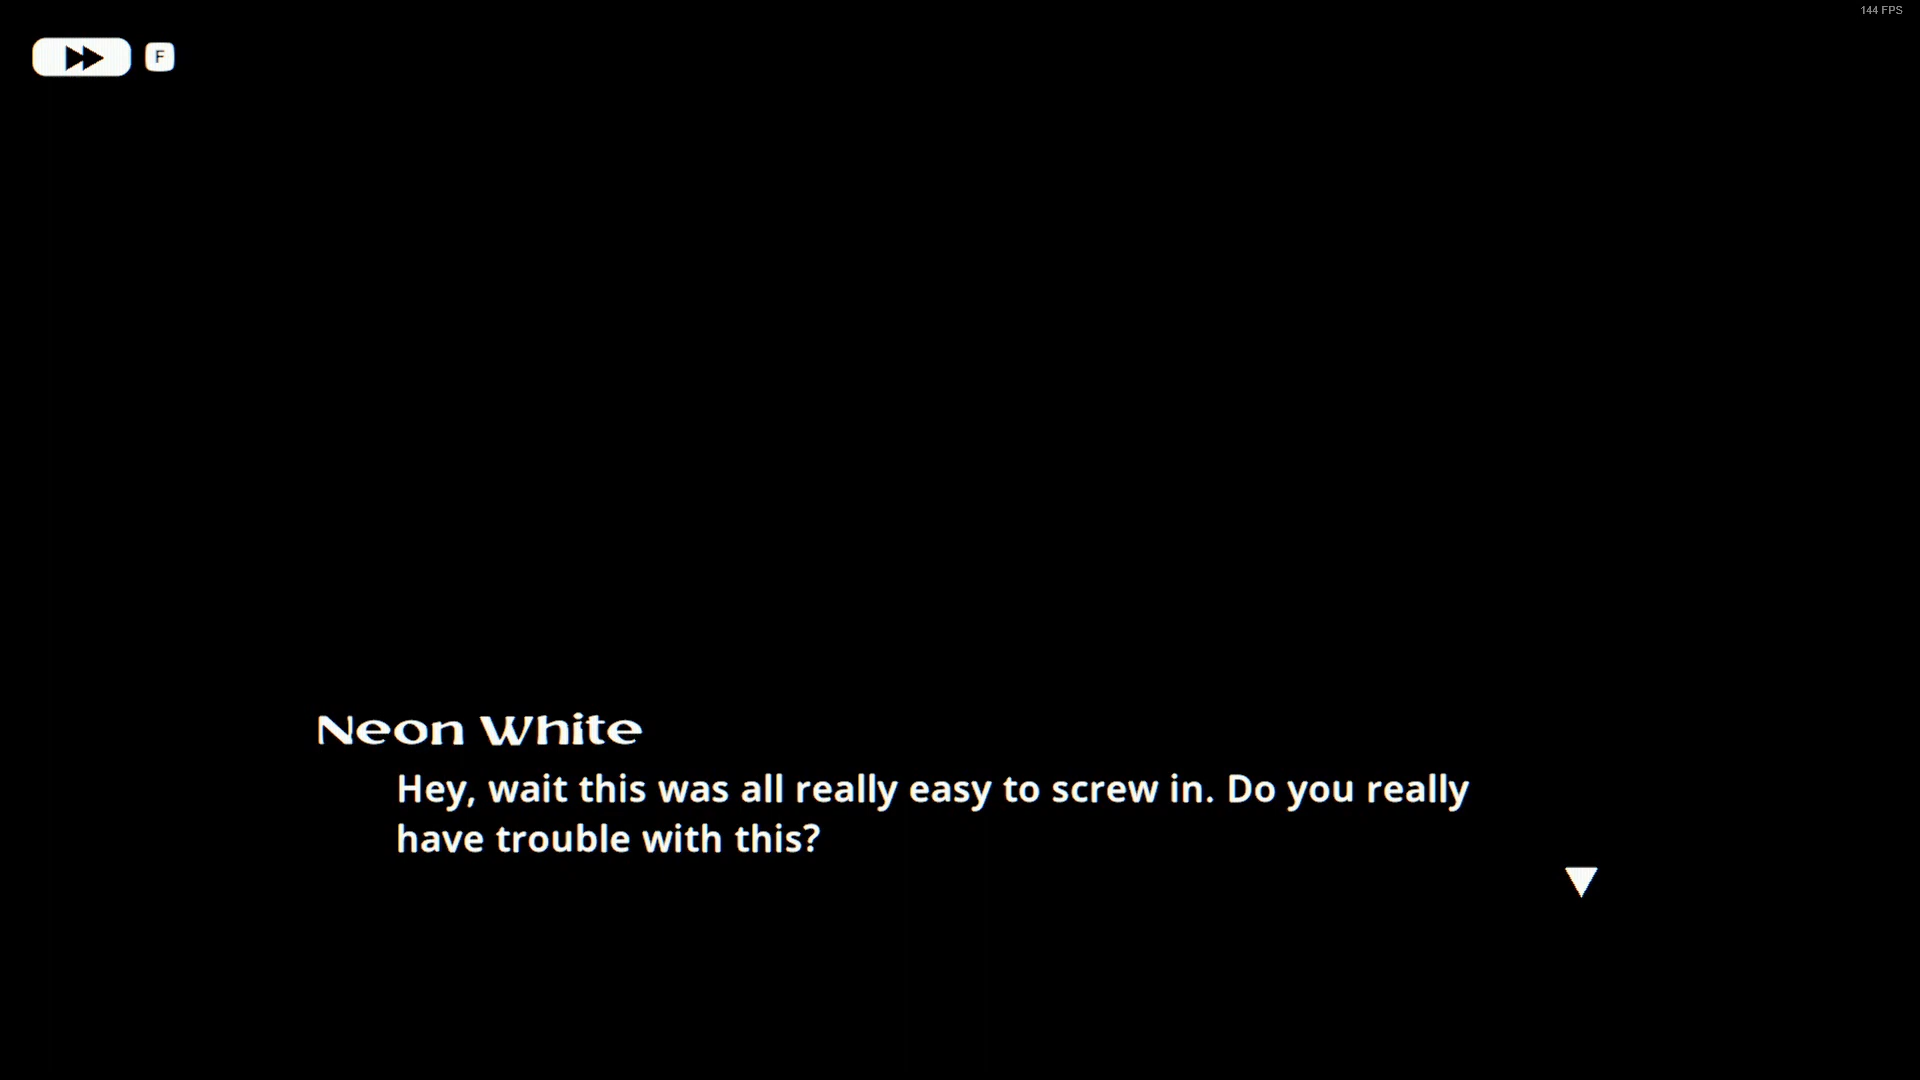 144 FPS
F
Neon White
Hey, wait this was all really easy to screw in. Do you really
have trouble with this?